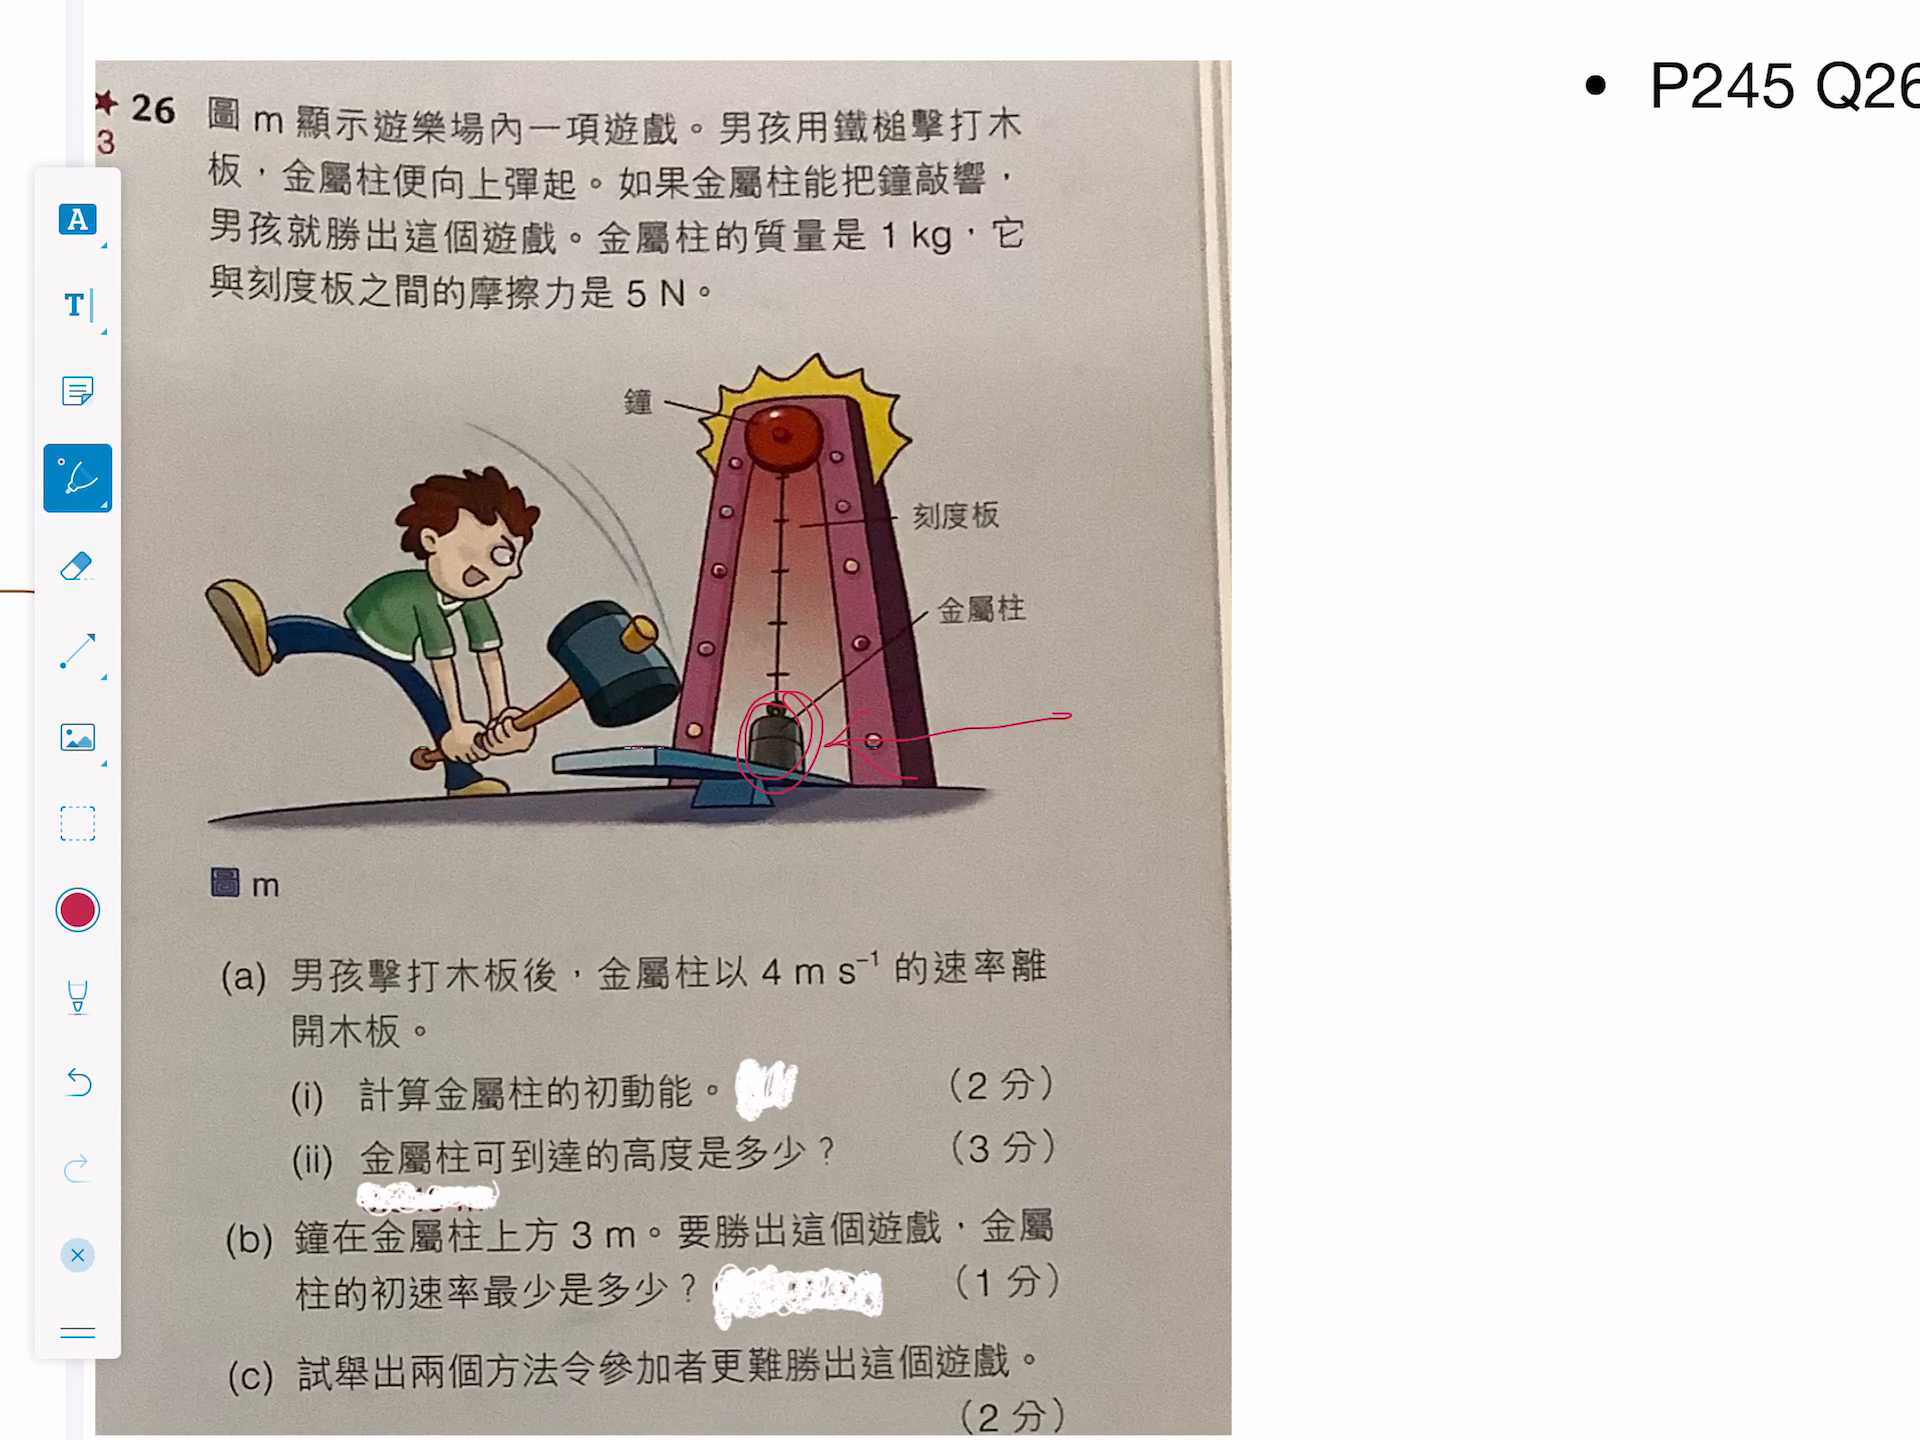 • P245 Q26
★ 26 圖 m 顯示遊樂場內一項遊戲。男孩用鐵槌擊打木
3
板，金屬柱便向上彈起。如果金屬柱能把鐘敲響，
男孩就勝出這個遊戲。金屬柱的質量是 1 kg，它
與刻度板之間的摩擦力是 5 N。
鐘
刻度板
金屬柱
圖 m
(a) 男孩擊打木板後，金屬柱以 4 m s⁻¹ 的速率離
開木板。
(i) 計算金屬柱的初動能。 (2 分)
(ii) 金屬柱可到達的高度是多少？ (3 分)
(b) 鐘在金屬柱上方 3 m。要勝出這個遊戲，金屬
柱的初速率最少是多少？ (1 分)
(c) 試舉出兩個方法令參加者更難勝出這個遊戲。
(2 分)
A
T